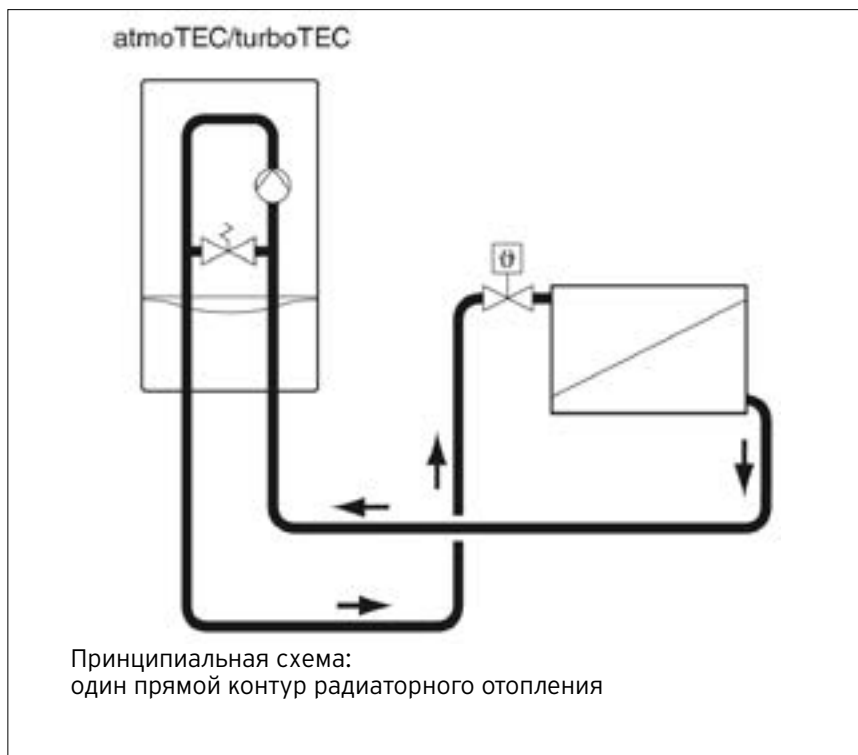 atmoTEC/turboTEC
ϑ
Принципиальная схема:
один прямой контур радиаторного отопления